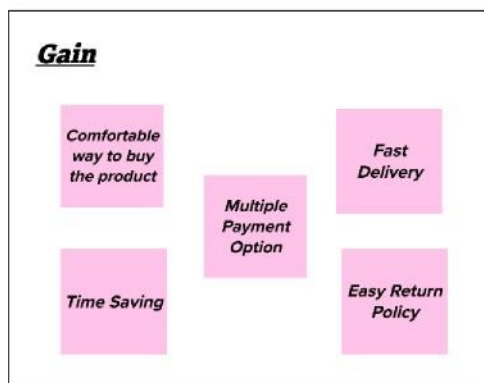 Gain
Comfortable
way to buy
the product
Fast
Delivery
Multiple
Payment
Option
Time Saving
Easy Return
Policy